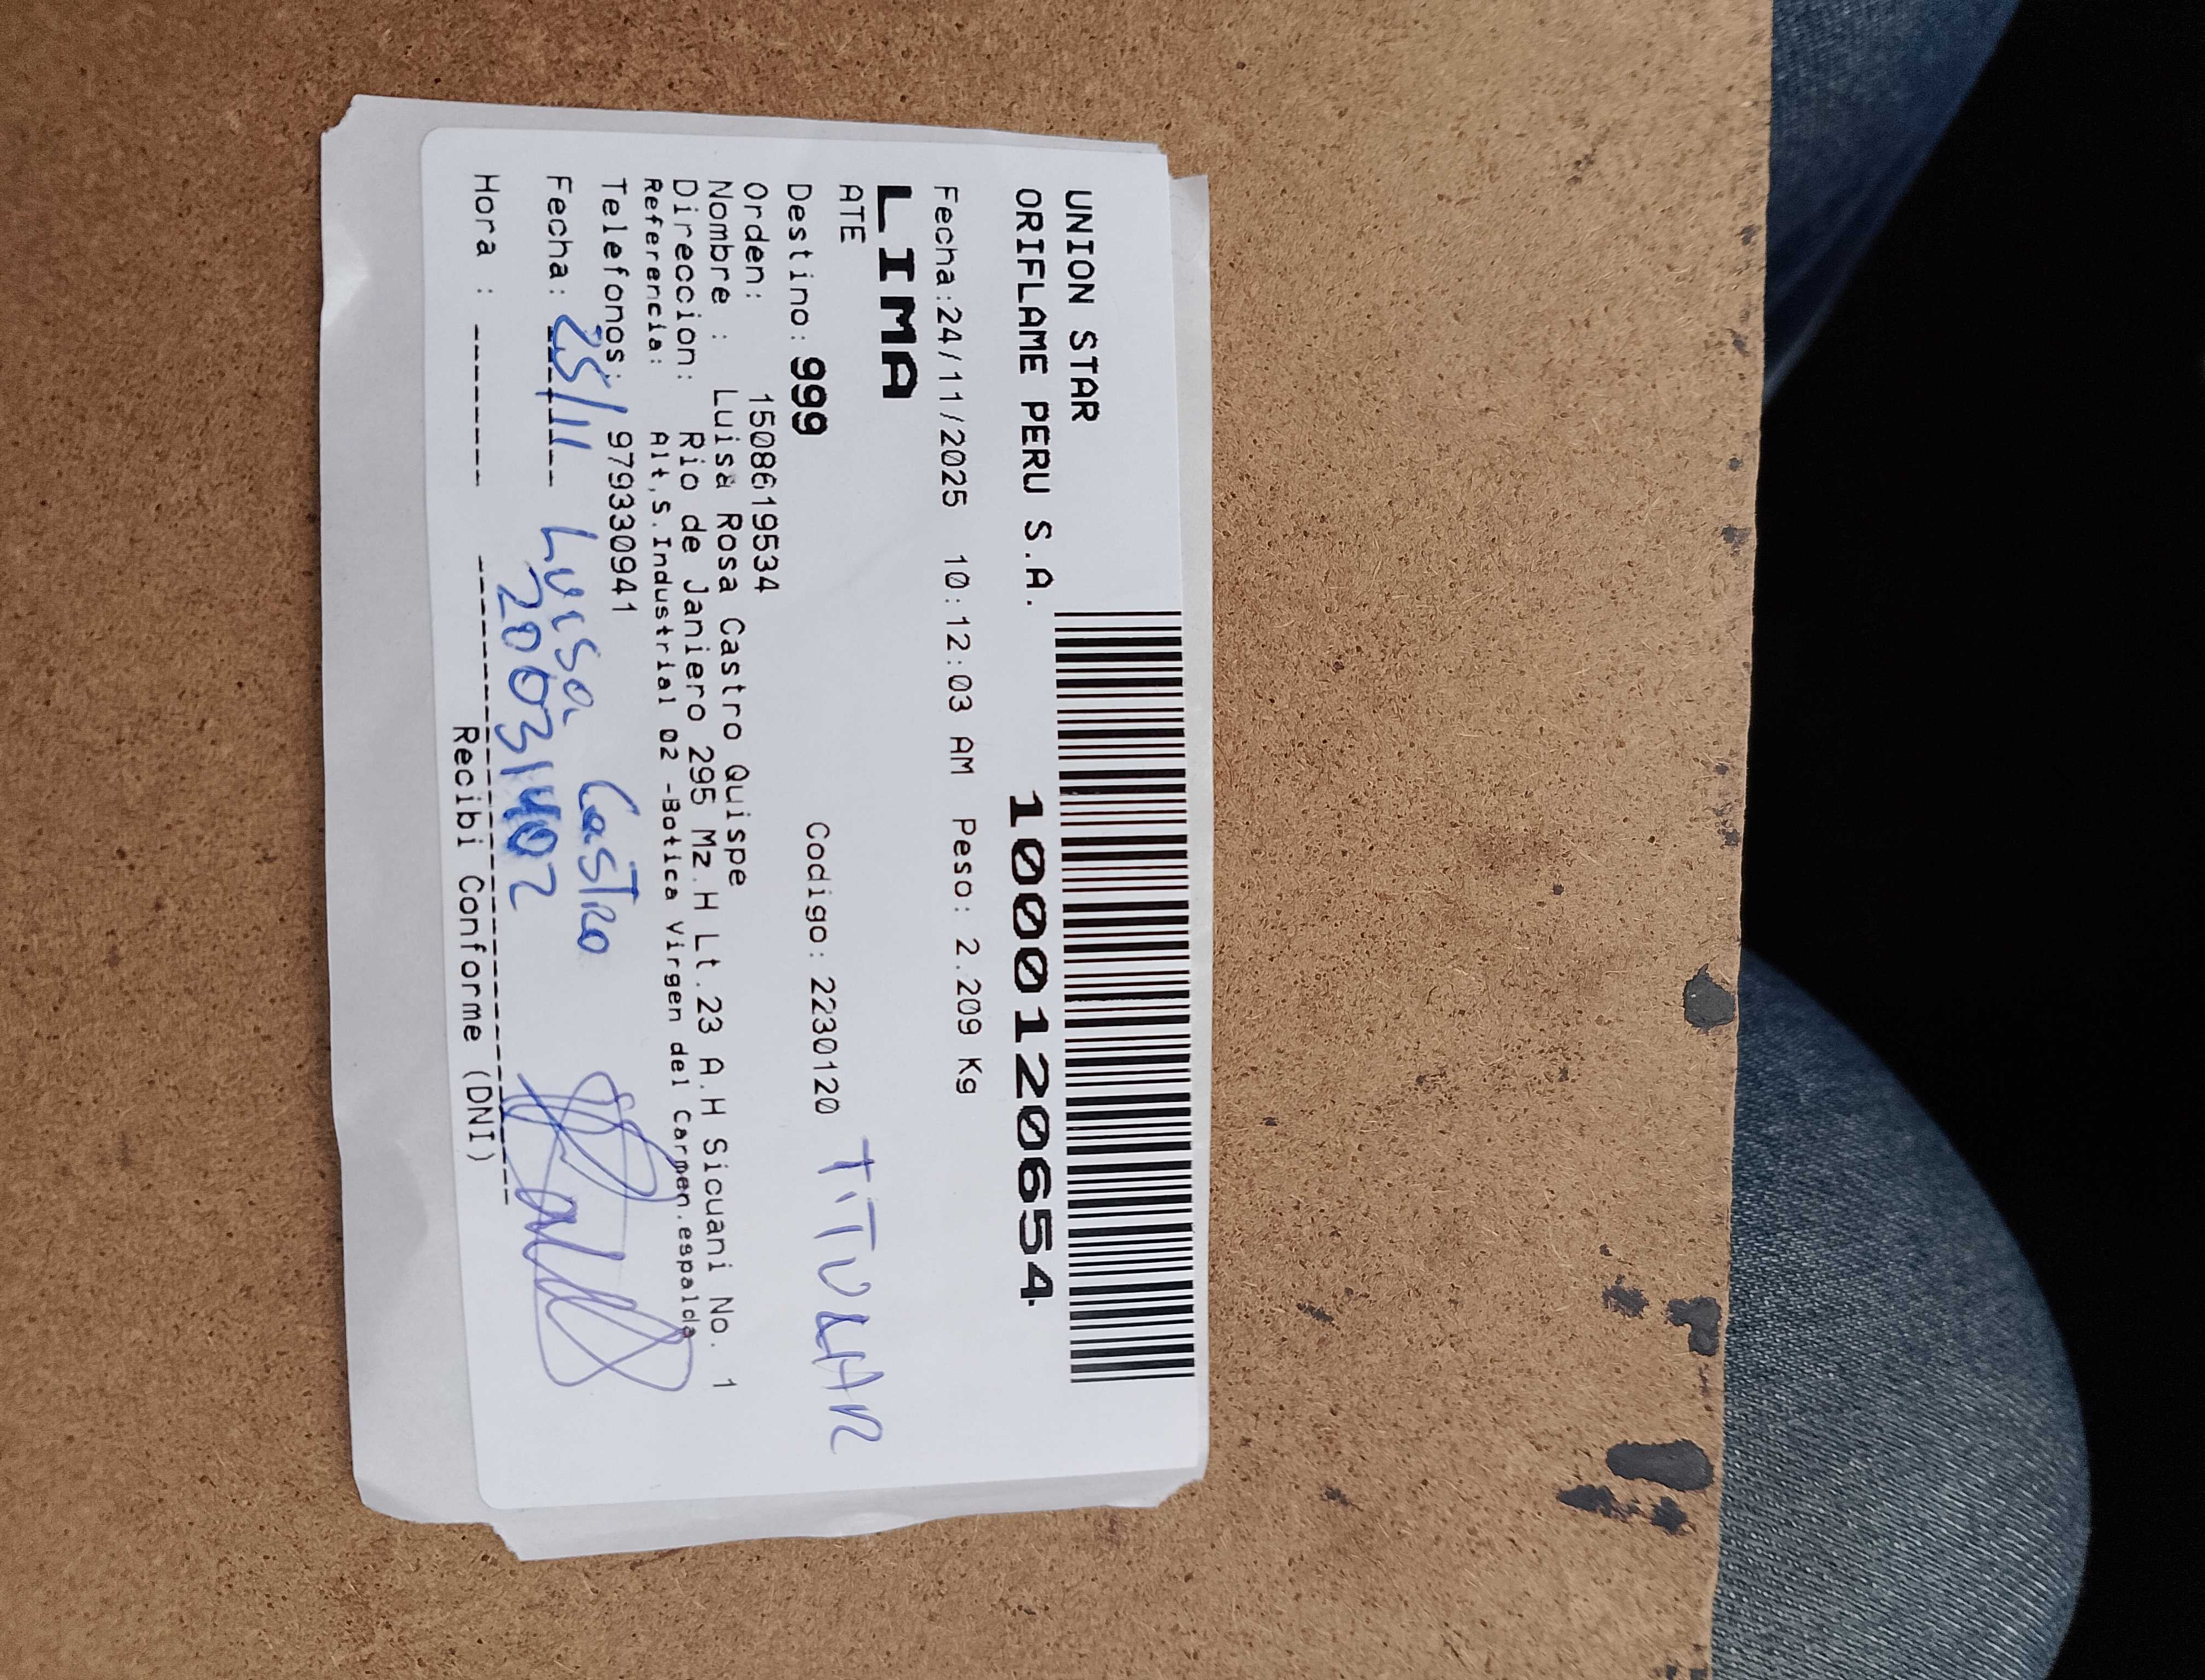 UNION STAR
ORIFLAME PERU S.A.
10001120654
Fecha:24/11/2025 10:12:03 AM Peso: 2.209 Kg
LIMA
ATE
TITULAR
Destino: 999 Codigo: 2230120
Orden: 1508619534
Nombre : Luisa Rosa Castro Quispe
Direccion: Rio de Janiero 295 Mz.H Lt.23 A.H Sicuani No. 1
Referencia: Alt,S.Industrial 02 -Botica Virgen del Carmen.espalda
Telefonos: 979330941
Fecha: 25/11 Luisa Castro
20031402
Hora :
Recibi Conforme (DNI)